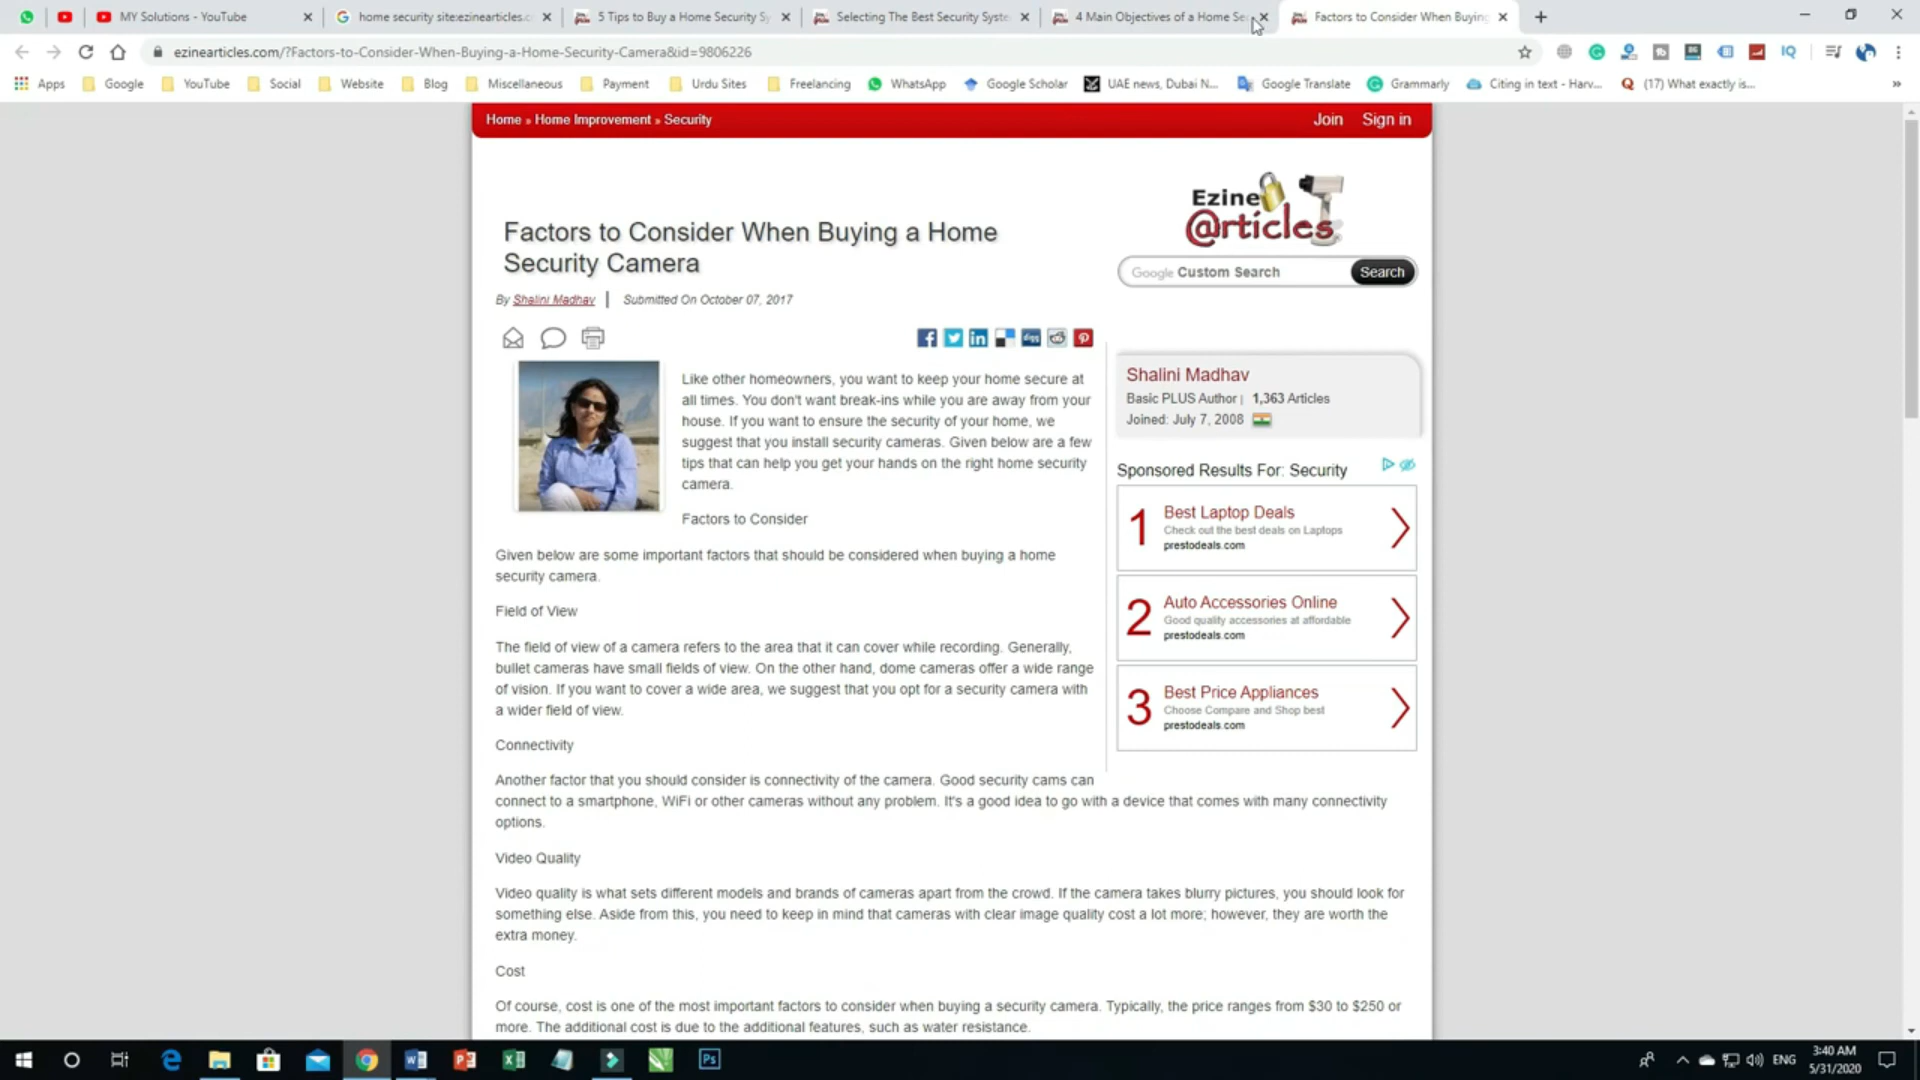 MY Solutions - YouTube
home security site:ezinearticles.c
5 Tips to Buy a Home Security Sy
Selecting The Best Security Syste
4 Main Objectives of a Home Sec
Factors to Consider When Buying
ezinearticles.com/?Factors-to-Consider-When-Buying-a-Home-Security-Camera&id=9806226
Apps
Google
YouTube
Social
Website
Blog
Miscellaneous
Payment
Urdu Sites
Freelancing
WhatsApp
Google Scholar
UAE news, Dubai N...
Google Translate
Grammarly
Citing in text - Harv...
(17) What exactly is...
Home » Home Improvement » Security
Join Sign in
Ezine
@rticles
Google Custom Search
Search
Factors to Consider When Buying a Home
Security Camera
By Shalini Madhav | Submitted On October 07, 2017
digg
Like other homeowners, you want to keep your home secure at
all times. You don't want break-ins while you are away from your
house. If you want to ensure the security of your home, we
suggest that you install security cameras. Given below are a few
tips that can help you get your hands on the right home security
camera.
Factors to Consider
Given below are some important factors that should be considered when buying a home
security camera.
Field of View
The field of view of a camera refers to the area that it can cover while recording. Generally,
bullet cameras have small fields of view. On the other hand, dome cameras offer a wide range
of vision. If you want to cover a wide area, we suggest that you opt for a security camera with
a wider field of view.
Connectivity
Another factor that you should consider is connectivity of the camera. Good security cams can
connect to a smartphone, WiFi or other cameras without any problem. It's a good idea to go with a device that comes with many connectivity
options.
Video Quality
Video quality is what sets different models and brands of cameras apart from the crowd. If the camera takes blurry pictures, you should look for
something else. Aside from this, you need to keep in mind that cameras with clear image quality cost a lot more; however, they are worth the
extra money.
Cost
Of course, cost is one of the most important factors to consider when buying a security camera. Typically, the price ranges from $30 to $250 or
more. The additional cost is due to the additional features, such as water resistance.
Shalini Madhav
Basic PLUS Author | 1,363 Articles
Joined: July 7, 2008
Sponsored Results For: Security
1
Best Laptop Deals
Check out the best deals on Laptops
prestodeals.com
2
Auto Accessories Online
Good quality accessories at affordable
prestodeals.com
3
Best Price Appliances
Choose Compare and Shop best
prestodeals.com
ENG
3:40 AM
5/31/2020